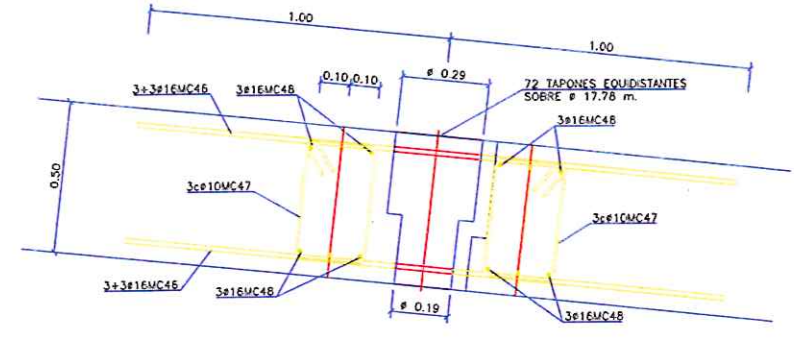 1.00
1.00
0.10 0.10
ø 0.29
72 TAPONES EQUIDISTANTES
SOBRE ø 17.78 m.
3+3ø16MC46
3ø16MC48
3ø16MC48
0.50
3cø10MC47
3cø10MC47
3+3ø16MC46
3ø16MC48
ø 0.19
3ø16MC48